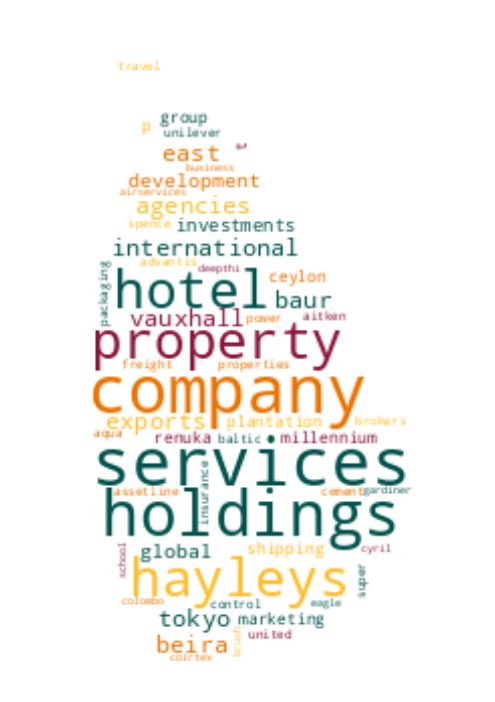 travel
group
p
unilever
east &
business
development
airservices
agencies
spence investments
international
advantis deepthi
packaging
hotel ceylon
baur
vauxhall power aitken
property
freight properties
company
exports plantation brokers
aqua renuka baltic millennium
services
insurance
assetline cement gardiner
holdings
school global shipping cyril
hayleys super
colombo control eagle
tokyo marketing
brush united
beira
coirtex